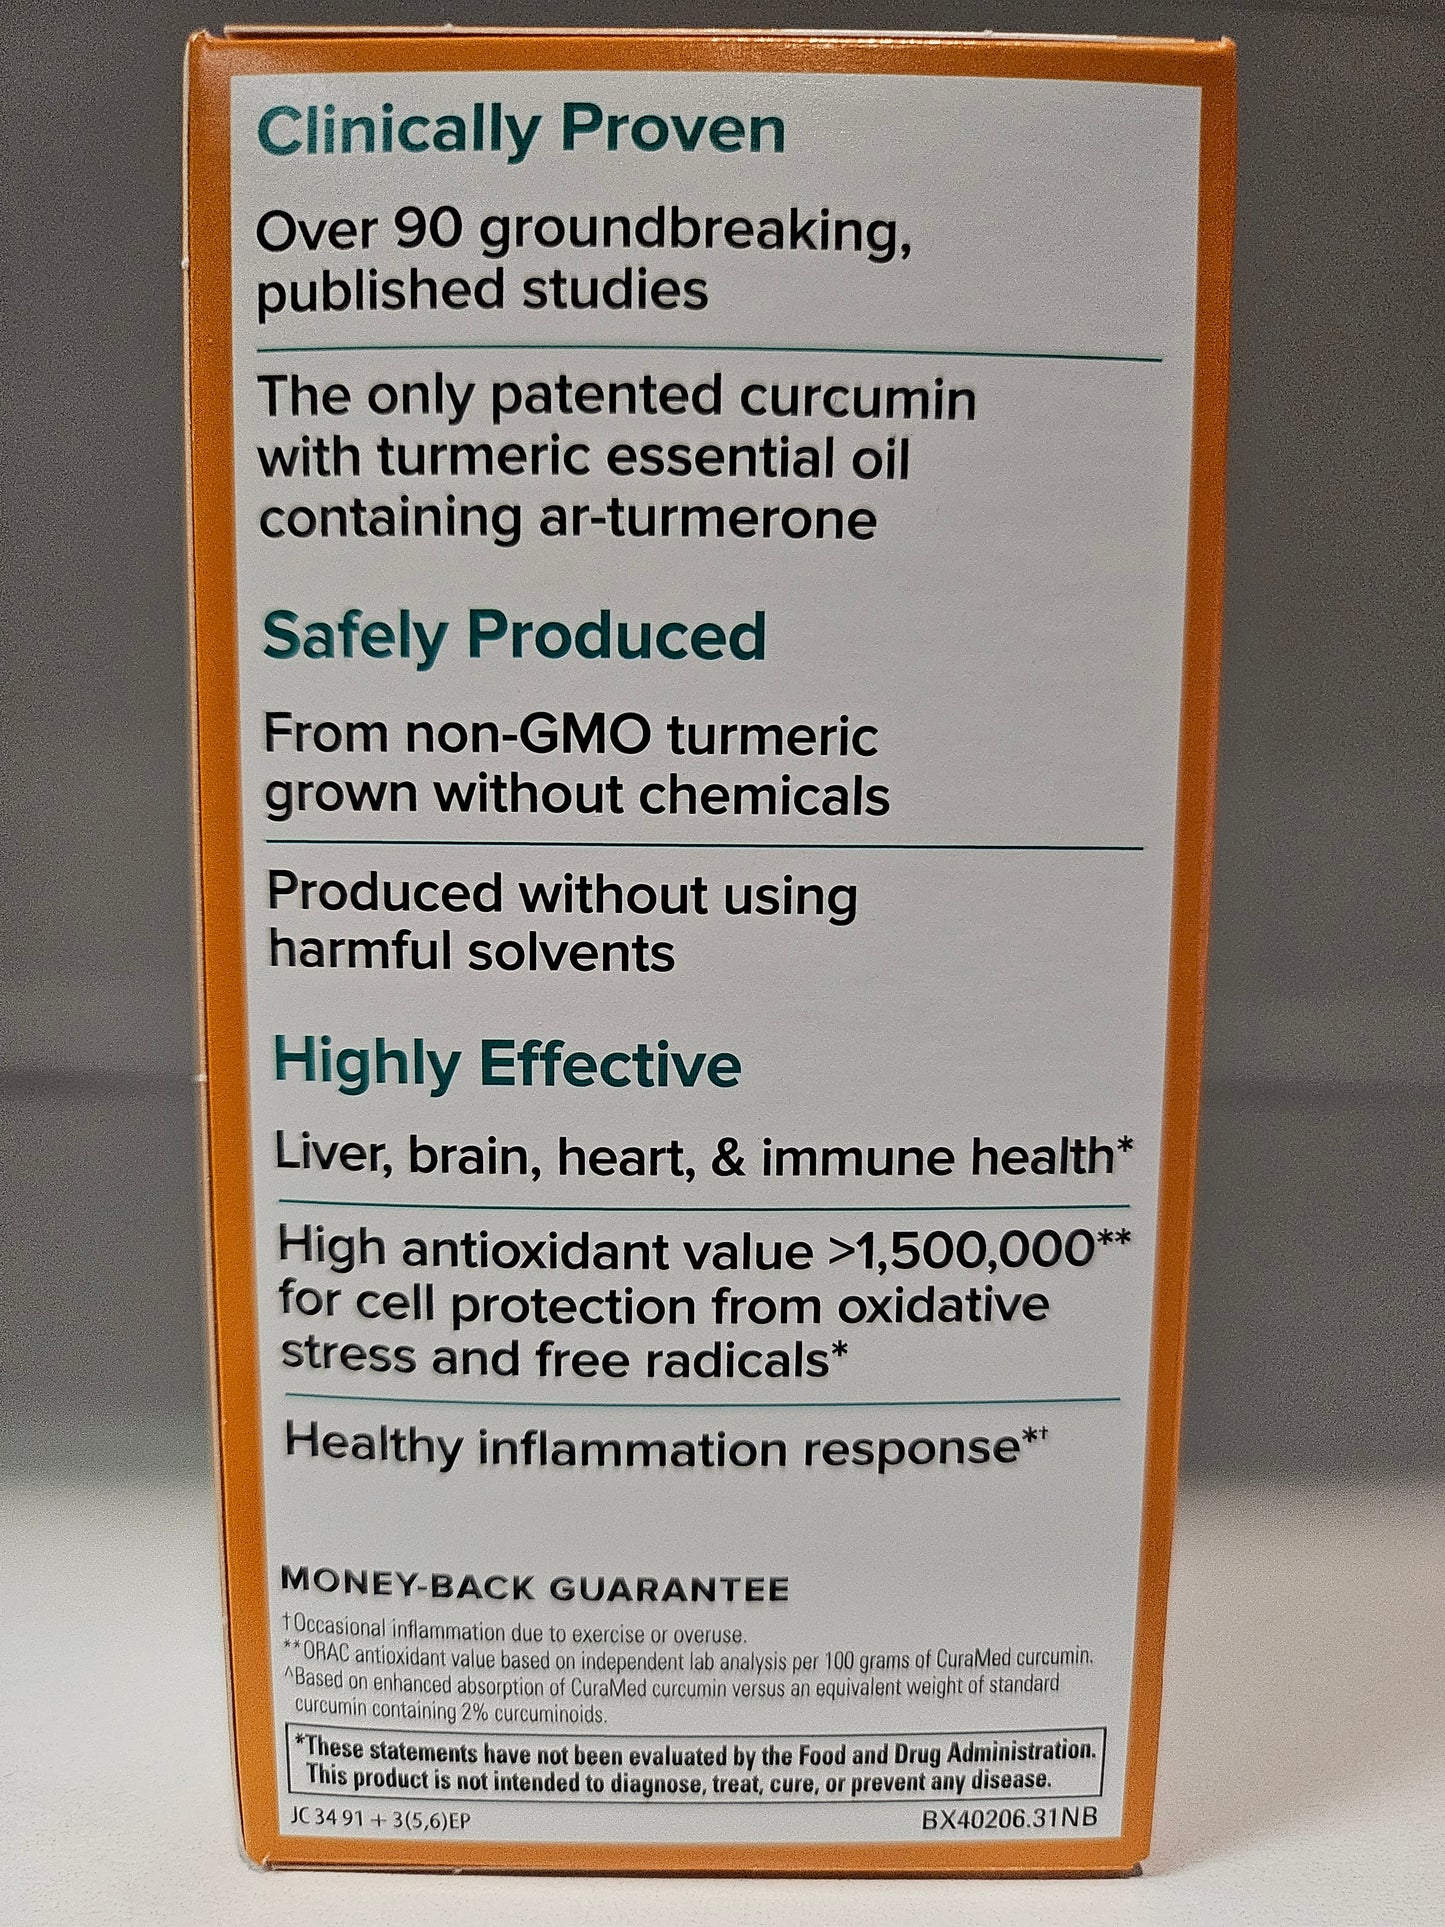 Clinically Proven
Over 90 groundbreaking,
published studies
The only patented curcumin
with turmeric essential oil
containing ar-turmerone
Safely Produced
From non-GMO turmeric
grown without chemicals
Produced without using
harmful solvents
Highly Effective
Liver, brain, heart, & immune health*
High antioxidant value >1,500,000**
for cell protection from oxidative
stress and free radicals*
Healthy inflammation response*†
MONEY-BACK GUARANTEE
†Occasional inflammation due to exercise or overuse.
**ORAC antioxidant value based on independent lab analysis per 100 grams of CuraMed curcumin.
^Based on enhanced absorption of CuraMed curcumin versus an equivalent weight of standard
curcumin containing 2% curcuminoids.
*These statements have not been evaluated by the Food and Drug Administration.
This product is not intended to diagnose, treat, cure, or prevent any disease.
JC 34 91 + 3(5,6)EP
BX40206.31NB